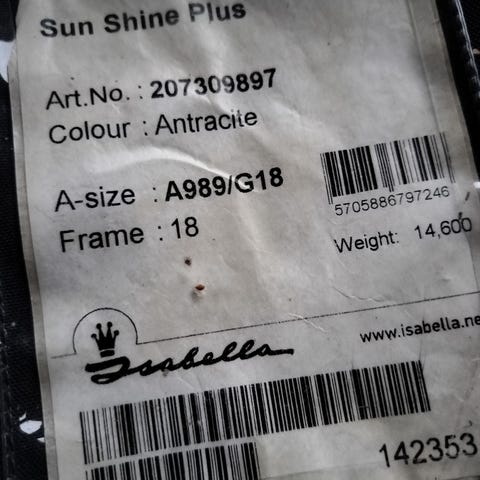 Sun Shine Plus
Art.No. : 207309897
Colour : Antracite
A-size : A989/G18
5705886797246
Frame : 18
Weight: 14,600
Isabella
www.isabella.ne
142353